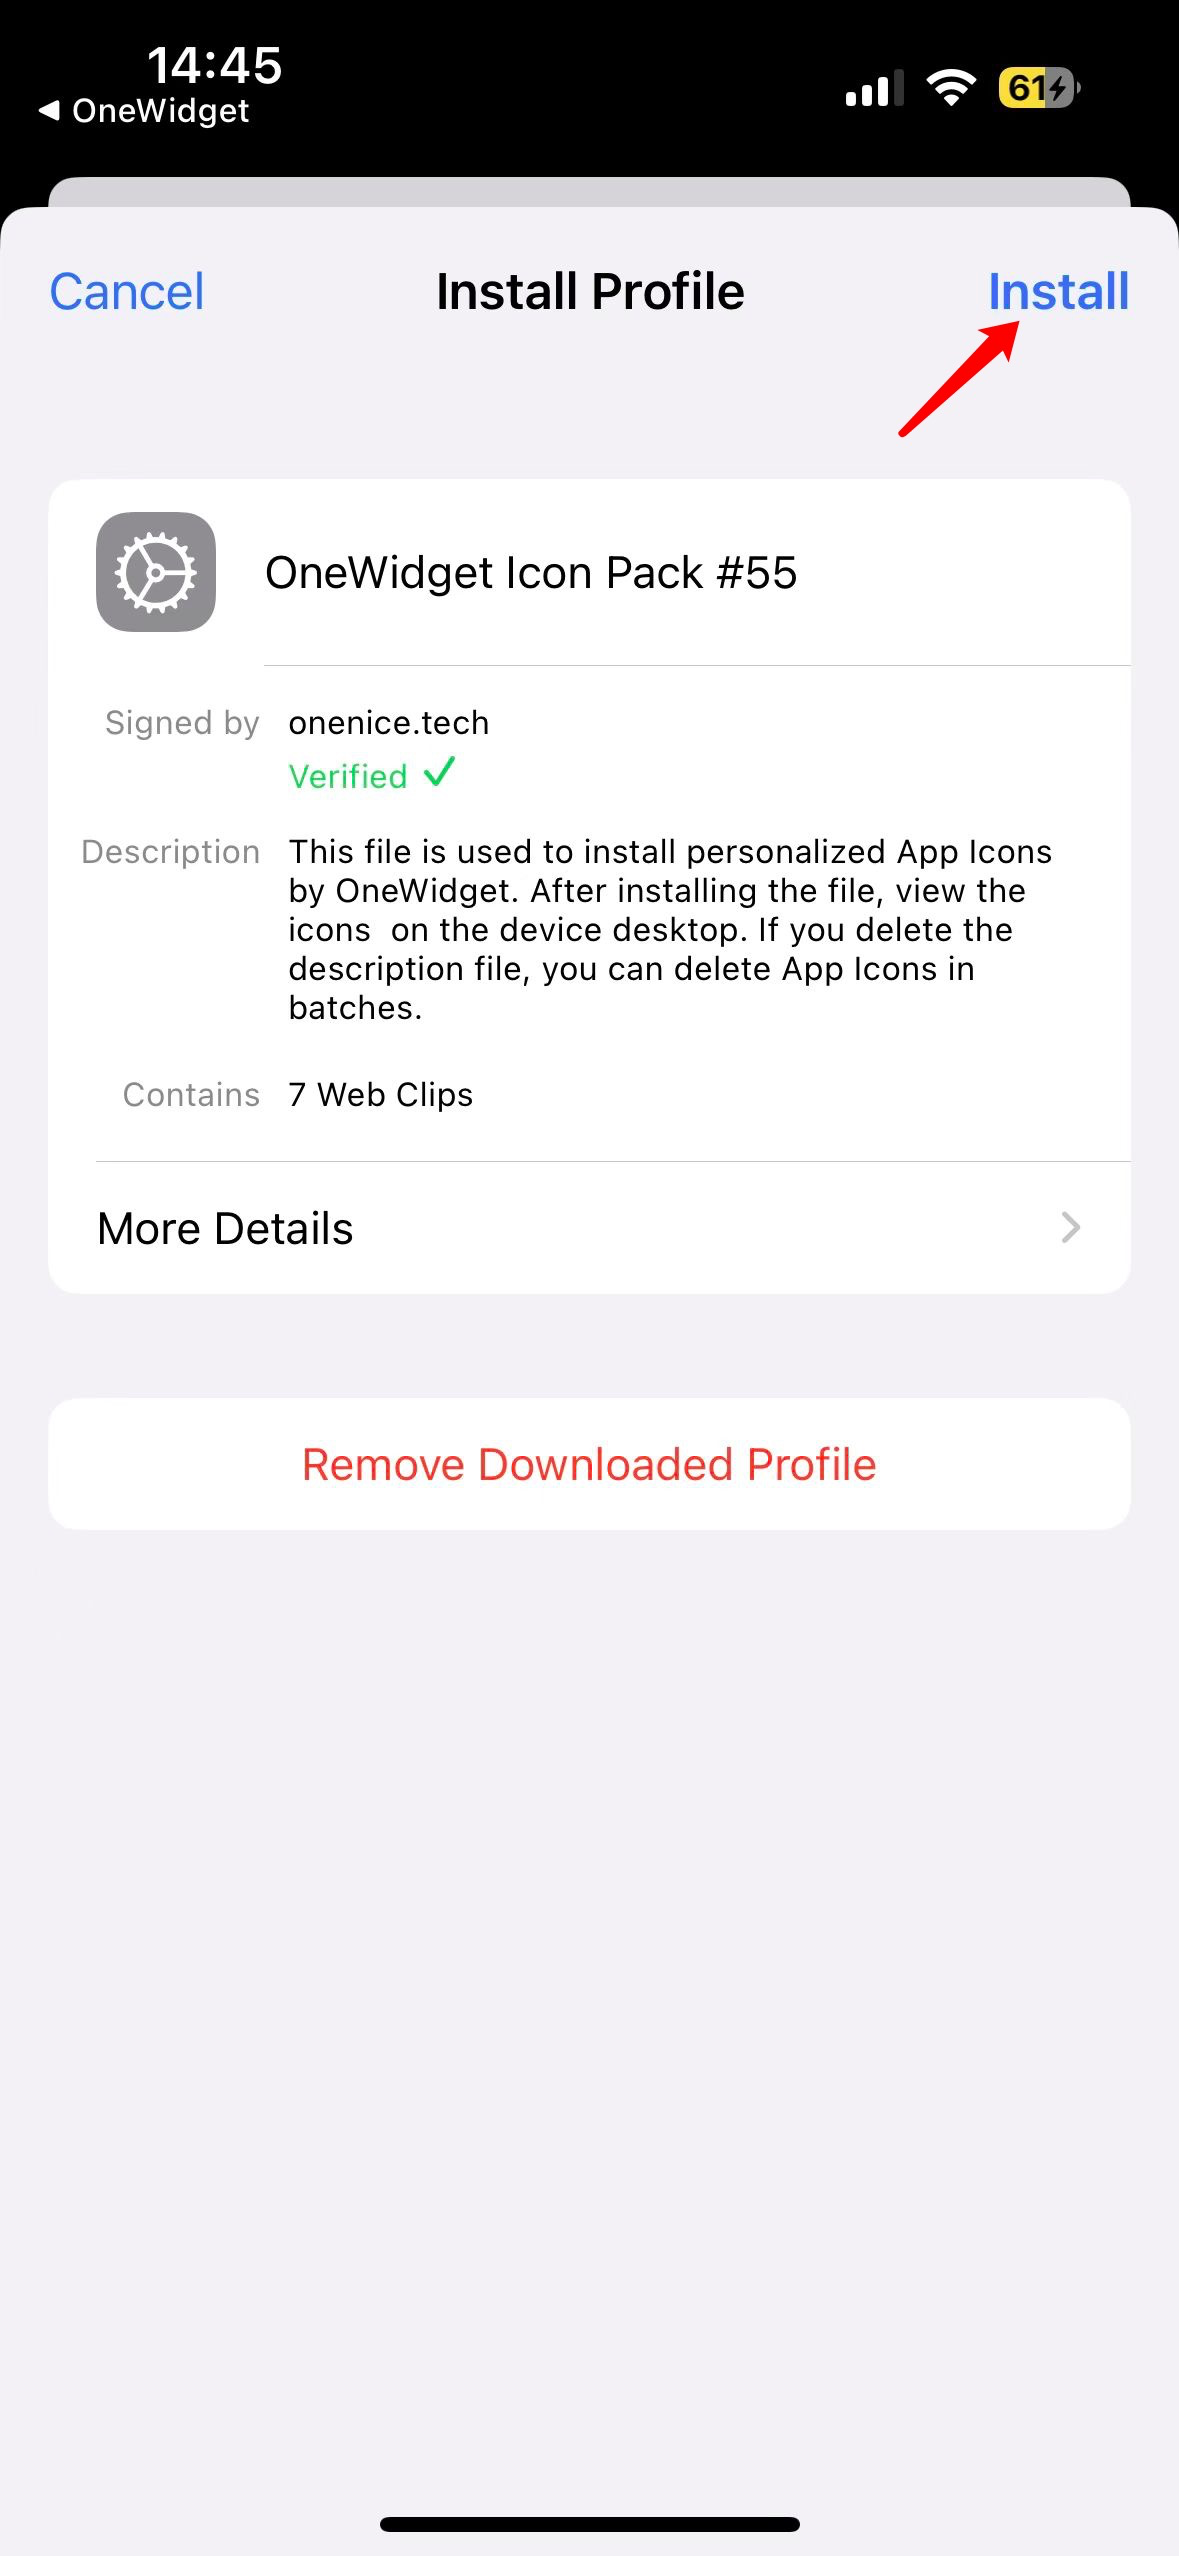 14:45
61
◀ OneWidget
Cancel
Install Profile
Install
OneWidget Icon Pack #55
Signed by
onenice.tech
Verified ✓
Description
This file is used to install personalized App Icons
by OneWidget. After installing the file, view the
icons  on the device desktop. If you delete the
description file, you can delete App Icons in
batches.
Contains
7 Web Clips
More Details
Remove Downloaded Profile